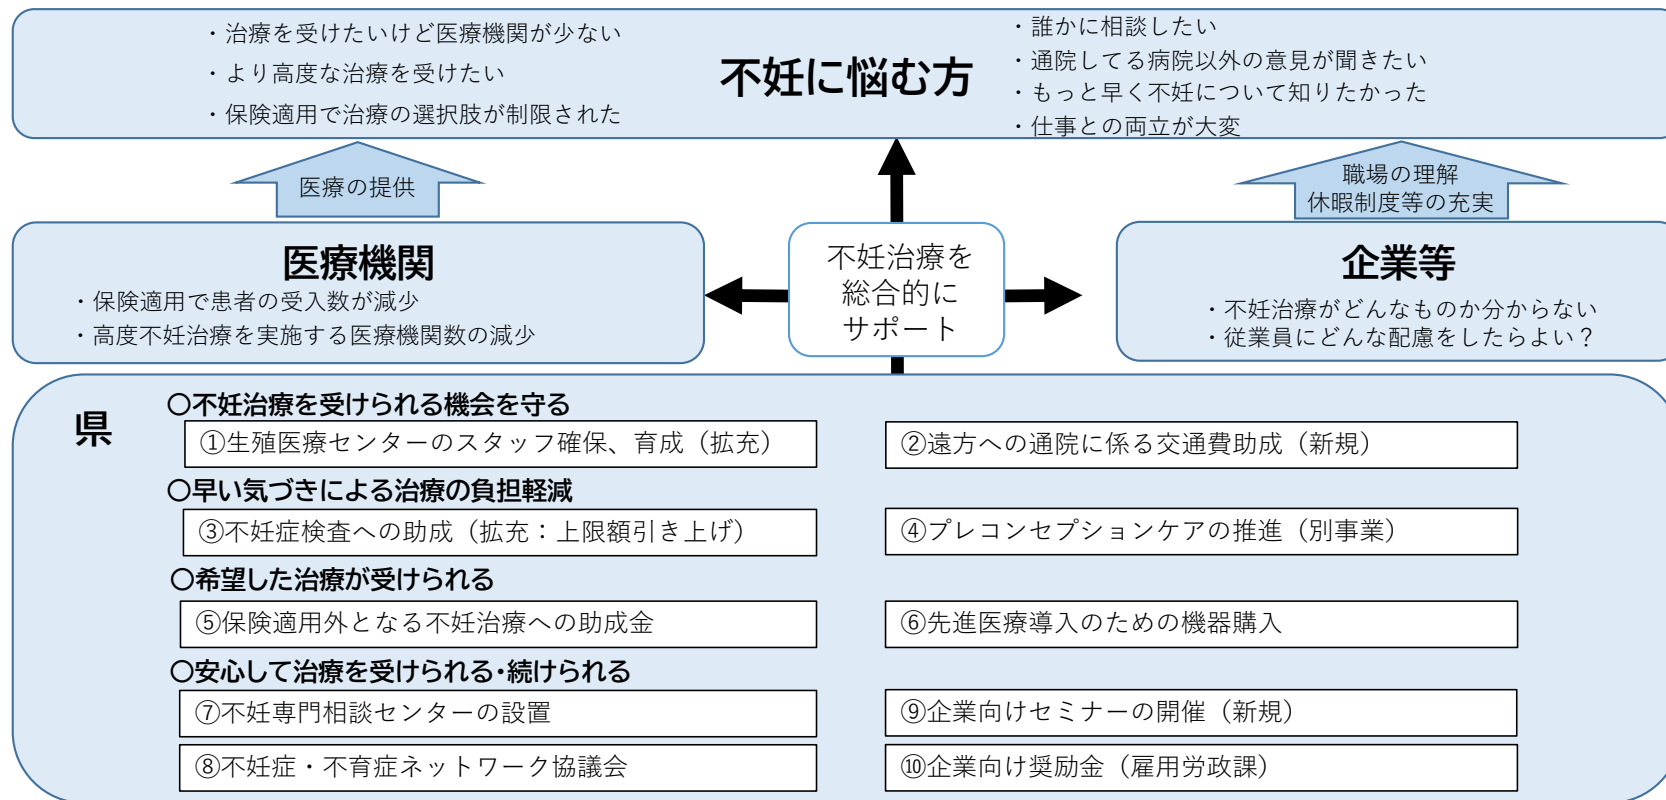 ・治療を受けたいけど医療機関が少ない
・より高度な治療を受けたい
・保険適用で治療の選択肢が制限された
不妊に悩む方
・誰かに相談したい
・通院してる病院以外の意見が聞きたい
・もっと早く不妊について知りたかった
・仕事との両立が大変
医療の提供
職場の理解
休暇制度等の充実
医療機関
・保険適用で患者の受入数が減少
・高度不妊治療を実施する医療機関数の減少
不妊治療を
総合的に
サポート
企業等
・不妊治療がどんなものか分からない
・従業員にどんな配慮をしたらよい？
県
〇不妊治療を受けられる機会を守る
①生殖医療センターのスタッフ確保、育成（拡充）
②遠方への通院に係る交通費助成（新規）
〇早い気づきによる治療の負担軽減
③不妊症検査への助成（拡充：上限額引き上げ）
④プレコンセプションケアの推進（別事業）
〇希望した治療が受けられる
⑤保険適用外となる不妊治療への助成金
⑥先進医療導入のための機器購入
〇安心して治療を受けられる・続けられる
⑦不妊専門相談センターの設置
⑨企業向けセミナーの開催（新規）
⑧不妊症・不育症ネットワーク協議会
⑩企業向け奨励金（雇用労政課）